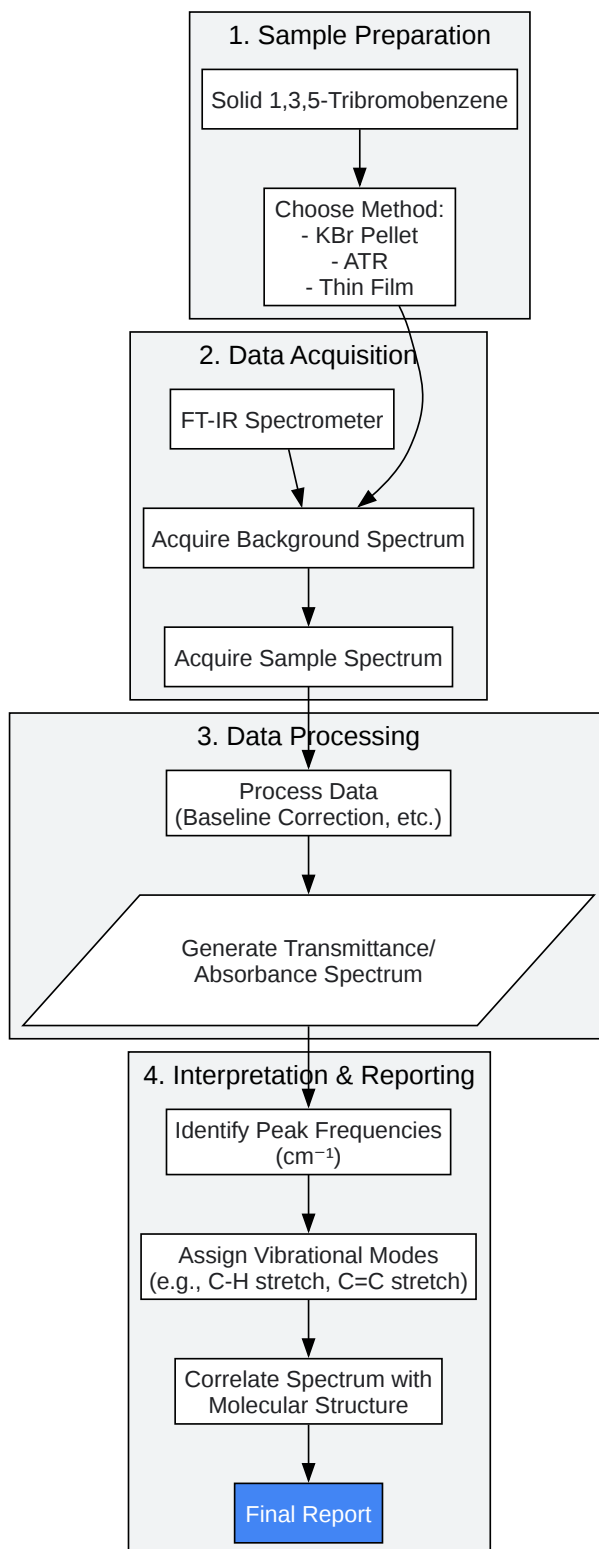 1. Sample Preparation
Solid 1,3,5-Tribromobenzene
Choose Method:
- KBr Pellet
- ATR
- Thin Film
2. Data Acquisition
FT-IR Spectrometer
Acquire Background Spectrum
Acquire Sample Spectrum
3. Data Processing
Process Data
(Baseline Correction, etc.)
Generate Transmittance/
Absorbance Spectrum
4. Interpretation & Reporting
Identify Peak Frequencies
(cm⁻¹)
Assign Vibrational Modes
(e.g., C-H stretch, C=C stretch)
Correlate Spectrum with
Molecular Structure
Final Report